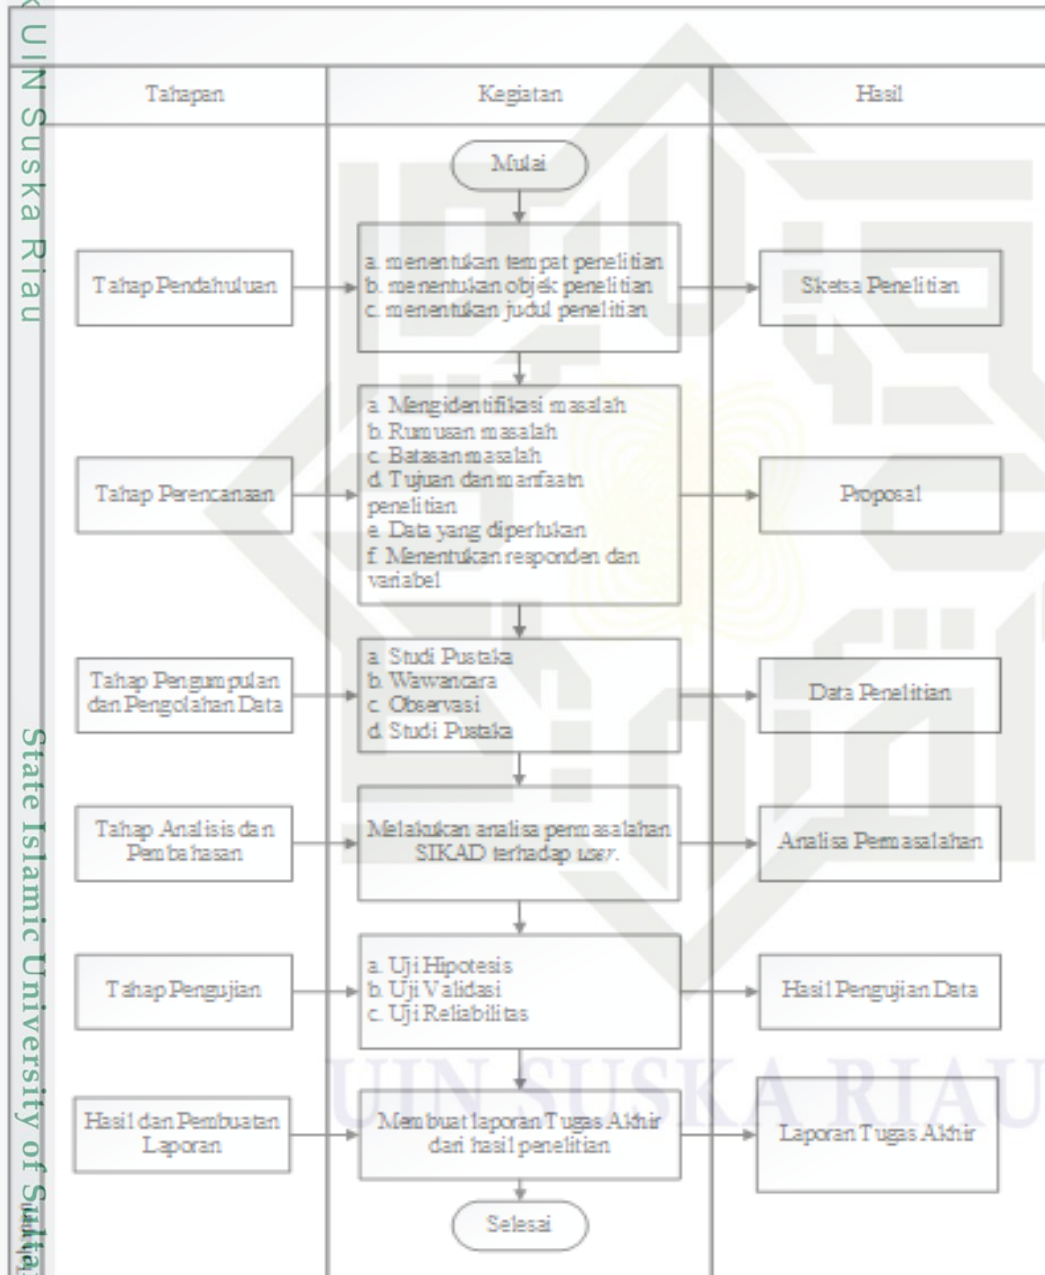 Tahapan
Kegiatan
Hasil
Mulai
Tahap Pendahuluan
a. menentukan tempat penelitian
b. menentukan objek penelitian
c. menentukan judul penelitian
Sketsa Penelitian
Tahap Perencanaan
a. Mengidentifikasi masalah
b. Rumusan masalah
c. Batasan masalah
d. Tujuan dan manfaatn
penelitian
e. Data yang diperlukan
f. Menentukan responden dan
variabel
Proposal
Tahap Pengumpulan
dan Pengolahan Data
a. Studi Pustaka
b. Wawancara
c. Observasi
d. Studi Pustaka
Data Penelitian
Tahap Analisis dan
Pembahasan
Melakukan analisa permasalahan
SIKAD terhadap user.
Analisa Permasalahan
Tahap Pengujian
a. Uji Hipotesis
b. Uji Validasi
c. Uji Reliabilitas
Hasil Pengujian Data
Hasil dan Pembuatan
Laporan
Membuat laporan Tugas Akhir
dari hasil penelitian
Laporan Tugas Akhir
Selesai
UIN SUSKA RIAU
UIN Suska Riau
State Islamic University of